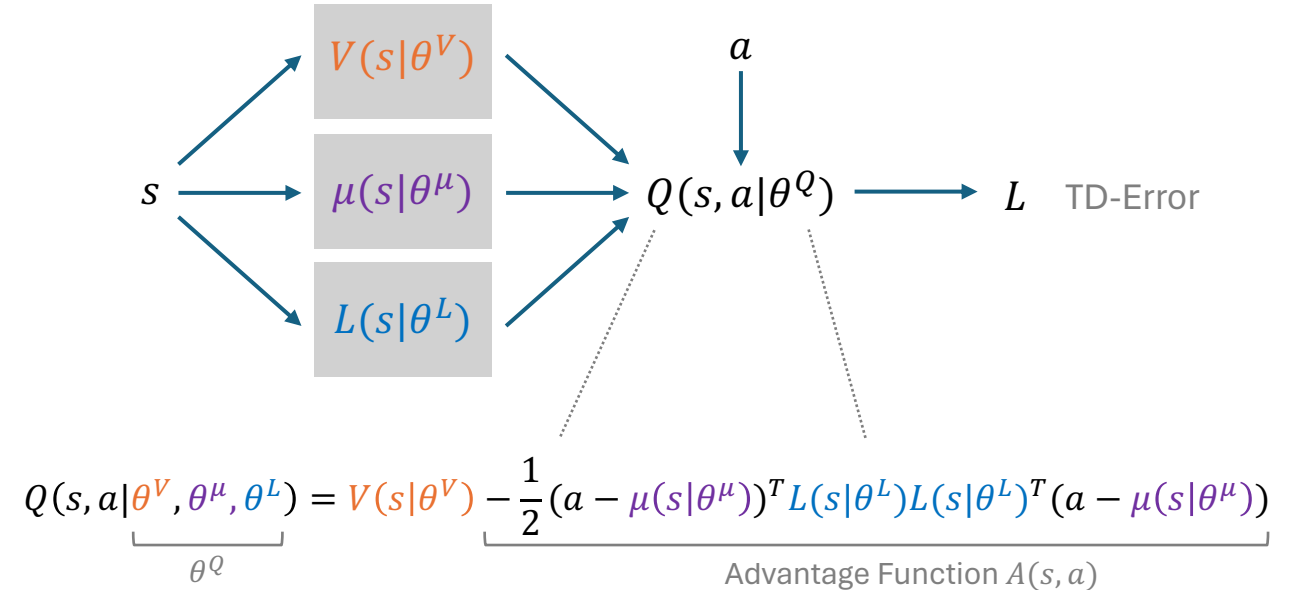 V(s|θ^V)
a
s
μ(s|θ^μ)
Q(s, a|θ^Q)
L
TD-Error
L(s|θ^L)
Q(s, a|θ^V, θ^μ, θ^L) = V(s|θ^V) − 1/2 (a − μ(s|θ^μ))^T L(s|θ^L)L(s|θ^L)^T (a − μ(s|θ^μ))
θ^Q
Advantage Function A(s, a)